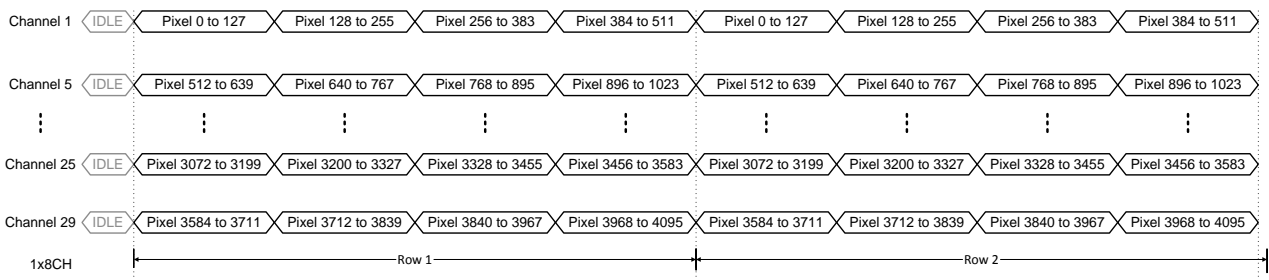 Channel 1 IDLE Pixel 0 to 127 Pixel 128 to 255 Pixel 256 to 383 Pixel 384 to 511 Pixel 0 to 127 Pixel 128 to 255 Pixel 256 to 383 Pixel 384 to 511
Channel 5 IDLE Pixel 512 to 639 Pixel 640 to 767 Pixel 768 to 895 Pixel 896 to 1023 Pixel 512 to 639 Pixel 640 to 767 Pixel 768 to 895 Pixel 896 to 1023
Channel 25 IDLE Pixel 3072 to 3199 Pixel 3200 to 3327 Pixel 3328 to 3455 Pixel 3456 to 3583 Pixel 3072 to 3199 Pixel 3200 to 3327 Pixel 3328 to 3455 Pixel 3456 to 3583
Channel 29 IDLE Pixel 3584 to 3711 Pixel 3712 to 3839 Pixel 3840 to 3967 Pixel 3968 to 4095 Pixel 3584 to 3711 Pixel 3712 to 3839 Pixel 3840 to 3967 Pixel 3968 to 4095
1x8CH Row 1 Row 2